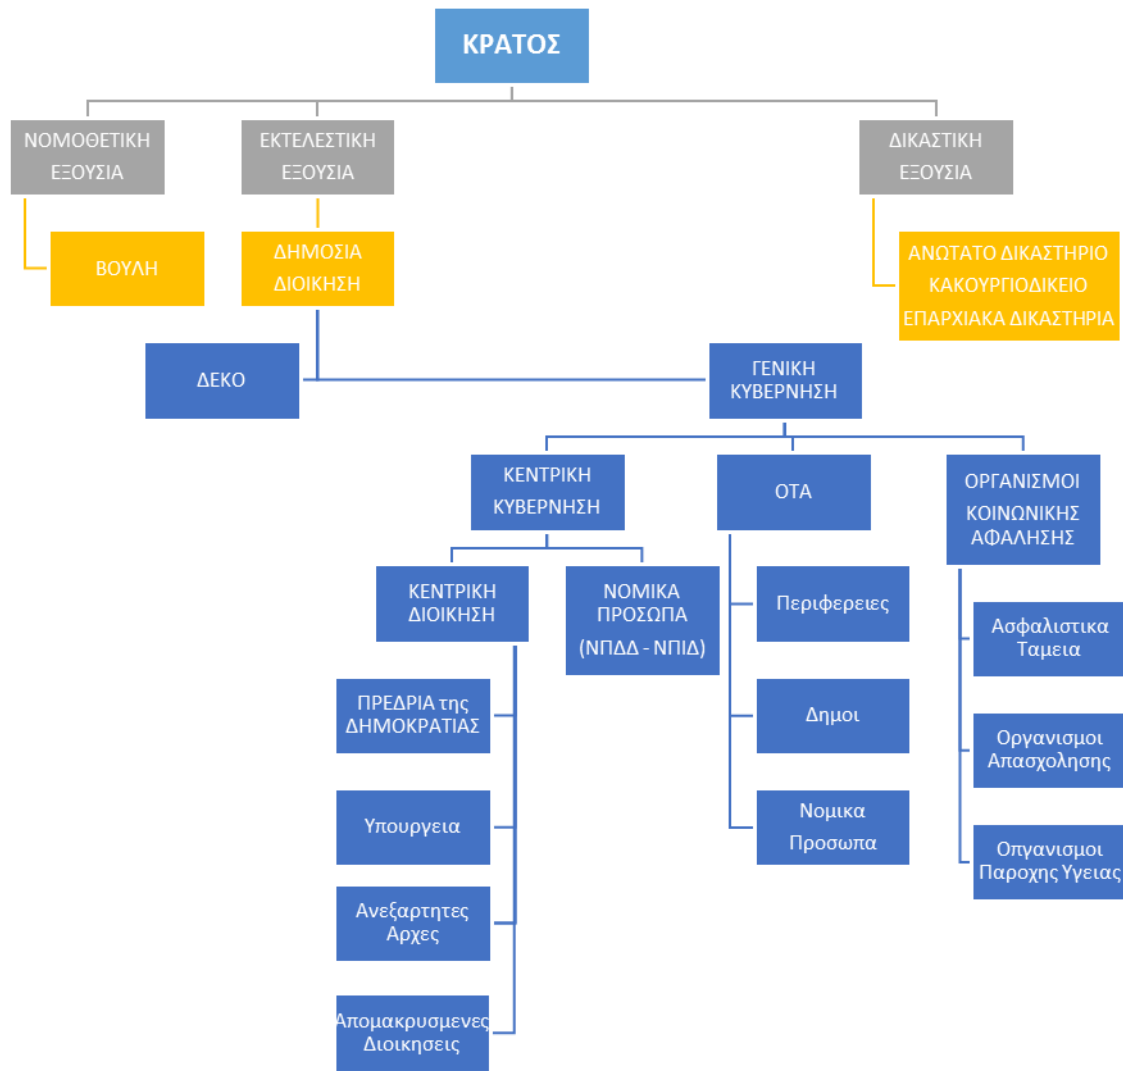 ΚΡΑΤΟΣ
ΝΟΜΟΘΕΤΙΚΗ
ΕΞΟΥΣΙΑ
ΕΚΤΕΛΕΣΤΙΚΗ
ΕΞΟΥΣΙΑ
ΔΙΚΑΣΤΙΚΗ
ΕΞΟΥΣΙΑ
ΒΟΥΛΗ
ΔΗΜΟΣΙΑ
ΔΙΟΙΚΗΣΗ
ΑΝΩΤΑΤΟ ΔΙΚΑΣΤΗΡΙΟ
ΚΑΚΟΥΡΓΙΟΔΙΚΕΙΟ
ΕΠΑΡΧΙΑΚΑ ΔΙΚΑΣΤΗΡΙΑ
ΔΕΚΟ
ΓΕΝΙΚΗ
ΚΥΒΕΡΝΗΣΗ
ΚΕΝΤΡΙΚΗ
ΚΥΒΕΡΝΗΣΗ
ΟΤΑ
ΟΡΓΑΝΙΣΜΟΙ
ΚΟΙΝΩΝΙΚΗΣ
ΑΦΑΛΗΣΗΣ
ΚΕΝΤΡΙΚΗ
ΔΙΟΙΚΗΣΗ
ΝΟΜΙΚΑ
ΠΡΟΣΩΠΑ
(ΝΠΔΔ - ΝΠΙΔ)
Περιφερειες
Ασφαλιστικα
Ταμεια
ΠΡΕΔΡΙΑ της
ΔΗΜΟΚΡΑΤΙΑΣ
Δημοι
Οργανισμοι
Απασχολησης
Υπουργεια
Νομικα
Προσωπα
Οπγανισμοι
Παροχης Υγειας
Ανεξαρτητες
Αρχες
Απομακρυσμενες
Διοικησεις